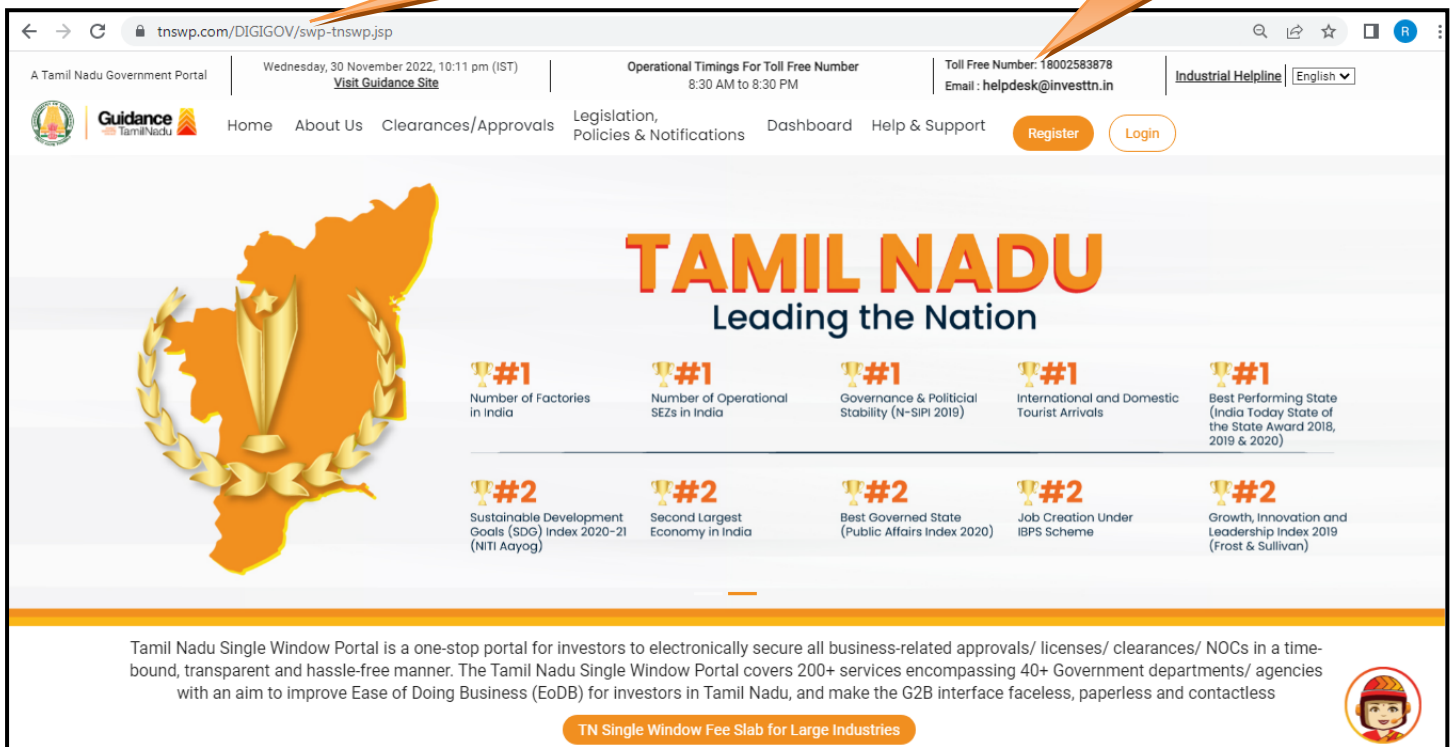 tnswp.com/DIGIGOV/swp-tnswp.jsp
R
A Tamil Nadu Government Portal
Wednesday, 30 November 2022, 10:11 pm (IST)
Visit Guidance Site
Operational Timings For Toll Free Number
8:30 AM to 8:30 PM
Toll Free Number: 18002583878
Email : helpdesk@investtn.in
Industrial Helpline
English
Guidance
TamilNadu
Home
About Us
Clearances/Approvals
Legislation,
Policies & Notifications
Dashboard
Help & Support
Register
Login
TAMIL NADU
Leading the Nation
#1
Number of Factories
in India
#1
Number of Operational
SEZs in India
#1
Governance & Politicial
Stability (N-SIPI 2019)
#1
International and Domestic
Tourist Arrivals
#1
Best Performing State
(India Today State of
the State Award 2018,
2019 & 2020)
#2
Sustainable Development
Goals (SDG) Index 2020-21
(NITI Aayog)
#2
Second Largest
Economy in India
#2
Best Governed State
(Public Affairs Index 2020)
#2
Job Creation Under
IBPS Scheme
#2
Growth, Innovation and
Leadership Index 2019
(Frost & Sullivan)
Tamil Nadu Single Window Portal is a one-stop portal for investors to electronically secure all business-related approvals/ licenses/ clearances/ NOCs in a time-
bound, transparent and hassle-free manner. The Tamil Nadu Single Window Portal covers 200+ services encompassing 40+ Government departments/ agencies
with an aim to improve Ease of Doing Business (EoDB) for investors in Tamil Nadu, and make the G2B interface faceless, paperless and contactless
TN Single Window Fee Slab for Large Industries